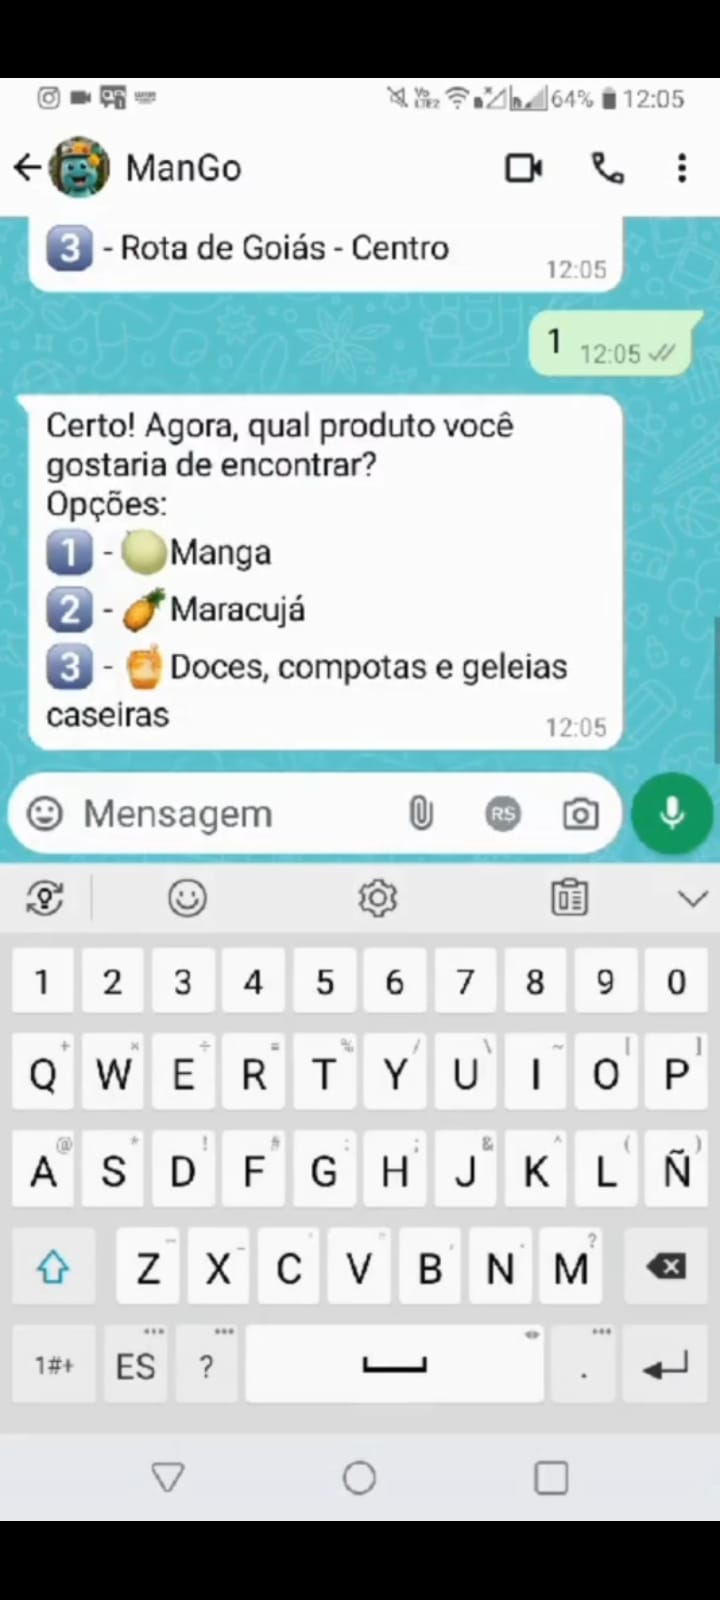 64% 12:05
ManGo
3 - Rota de Goiás - Centro
12:05
1 12:05
Certo! Agora, qual produto você
gostaria de encontrar?
Opções:
1 - Manga
2 - Maracujá
3 - Doces, compotas e geleias
caseiras
12:05
Mensagem RS
1 2 3 4 5 6 7 8 9 0
Q W E R T Y U I O P
A S D F G H J K L Ñ
Z X C V B N M
1#+ ES ? .